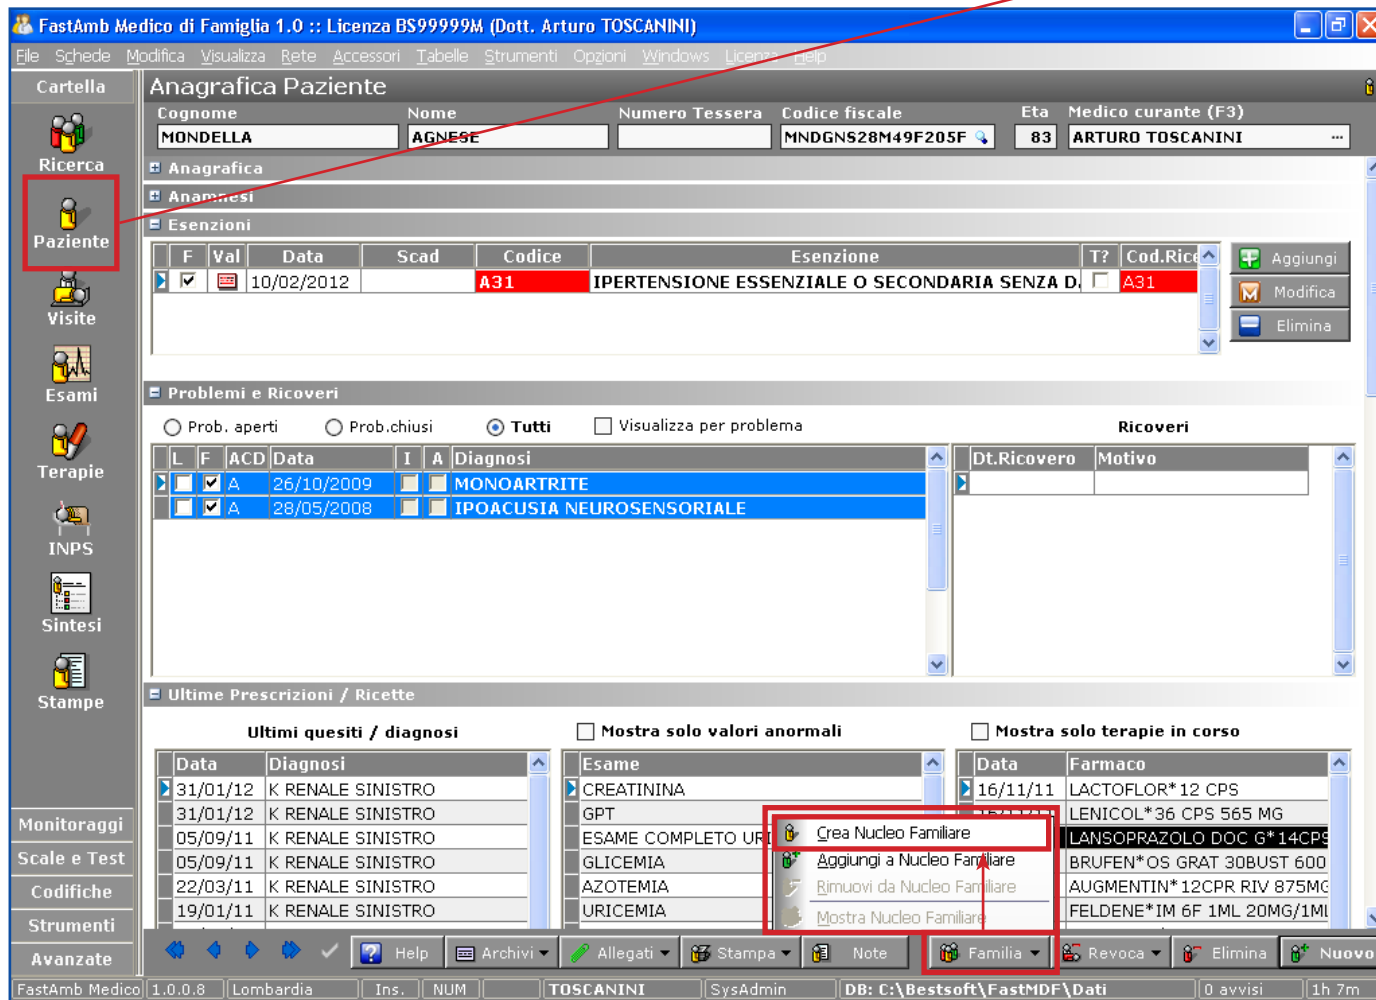 FastAmb Medico di Famiglia 1.0 :: Licenza BS99999M (Dott. Arturo TOSCANINI)
File Schede Modifica Visualizza Rete Accessori Tabelle Strumenti Opzioni Windows Licenza Help
Cartella
Ricerca
Paziente
Visite
Esami
Terapie
INPS
Sintesi
Stampe
Monitoraggi
Scale e Test
Codifiche
Strumenti
Avanzate
Anagrafica Paziente
Cognome Nome Numero Tessera Codice fiscale Eta Medico curante (F3)
MONDELLA AGNESE MNDGNS28M49F205F 83 ARTURO TOSCANINI ...
Anagrafica
Anamnesi
Esenzioni
F Val Data Scad Codice Esenzione T? Cod.Rice
10/02/2012 A31 IPERTENSIONE ESSENZIALE O SECONDARIA SENZA D. A31
Aggiungi
Modifica
Elimina
Problemi e Ricoveri
Prob. aperti Prob.chiusi Tutti Visualizza per problema Ricoveri
L F ACD Data I A Diagnosi
A 26/10/2009 MONOARTRITE
A 28/05/2008 IPOACUSIA NEUROSENSORIALE
Dt.Ricovero Motivo
Ultime Prescrizioni / Ricette
Ultimi quesiti / diagnosi
Data Diagnosi
31/01/12 K RENALE SINISTRO
31/01/12 K RENALE SINISTRO
05/09/11 K RENALE SINISTRO
05/09/11 K RENALE SINISTRO
22/03/11 K RENALE SINISTRO
19/01/11 K RENALE SINISTRO
Mostra solo valori anormali
Esame
CREATININA
GPT
ESAME COMPLETO URI
GLICEMIA
AZOTEMIA
URICEMIA
Mostra solo terapie in corso
Data Farmaco
16/11/11 LACTOFLOR*12 CPS
16/11/11 LENICOL*36 CPS 565 MG
LANSOPRAZOLO DOC G*14CPS
BRUFEN*OS GRAT 30BUST 600
AUGMENTIN*12CPR RIV 875MG
FELDENE*IM 6F 1ML 20MG/1ML
Crea Nucleo Familiare
Aggiungi a Nucleo Familiare
Rimuovi da Nucleo Familiare
Mostra Nucleo Familiare
Help Archivi Allegati Stampa Note Familia Revoca Elimina Nuovo
FastAmb Medico 1.0.0.8 Lombardia Ins. NUM TOSCANINI SysAdmin DB: C:\Bestsoft\FastMDF\Dati 0 avvisi 1h 7m